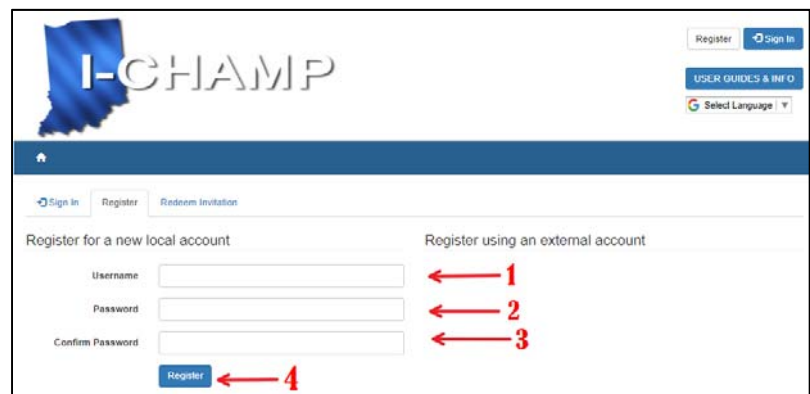 I-CHAMP
Register Sign In
USER GUIDES & INFO
G Select Language ▼
Sign In Register Redeem Invitation
Register for a new local account Register using an external account
Username 1
Password 2
Confirm Password 3
Register 4